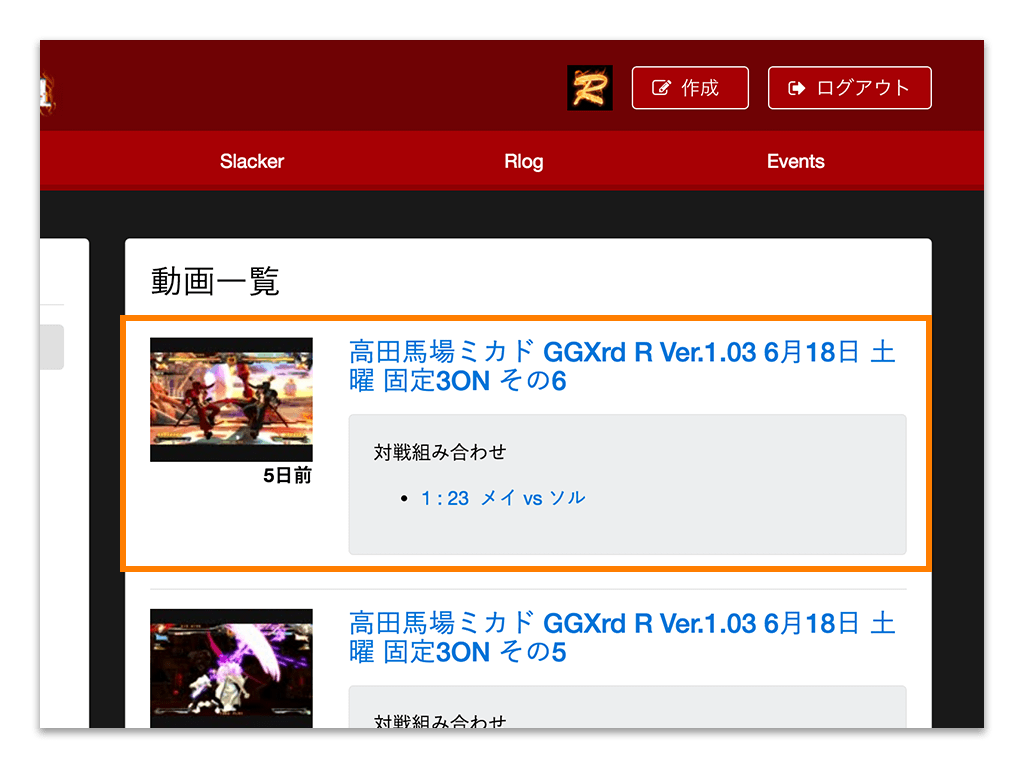 作成
ログアウト
Slacker
Rlog
Events
動画一覧
高田馬場ミカド GGXrd R Ver.1.03 6月18日 土
曜 固定3ON その6
5日前
対戦組み合わせ
• 1 : 23 メイ vs ソル
高田馬場ミカド GGXrd R Ver.1.03 6月18日 土
曜 固定3ON その5
対戦組み合わせ